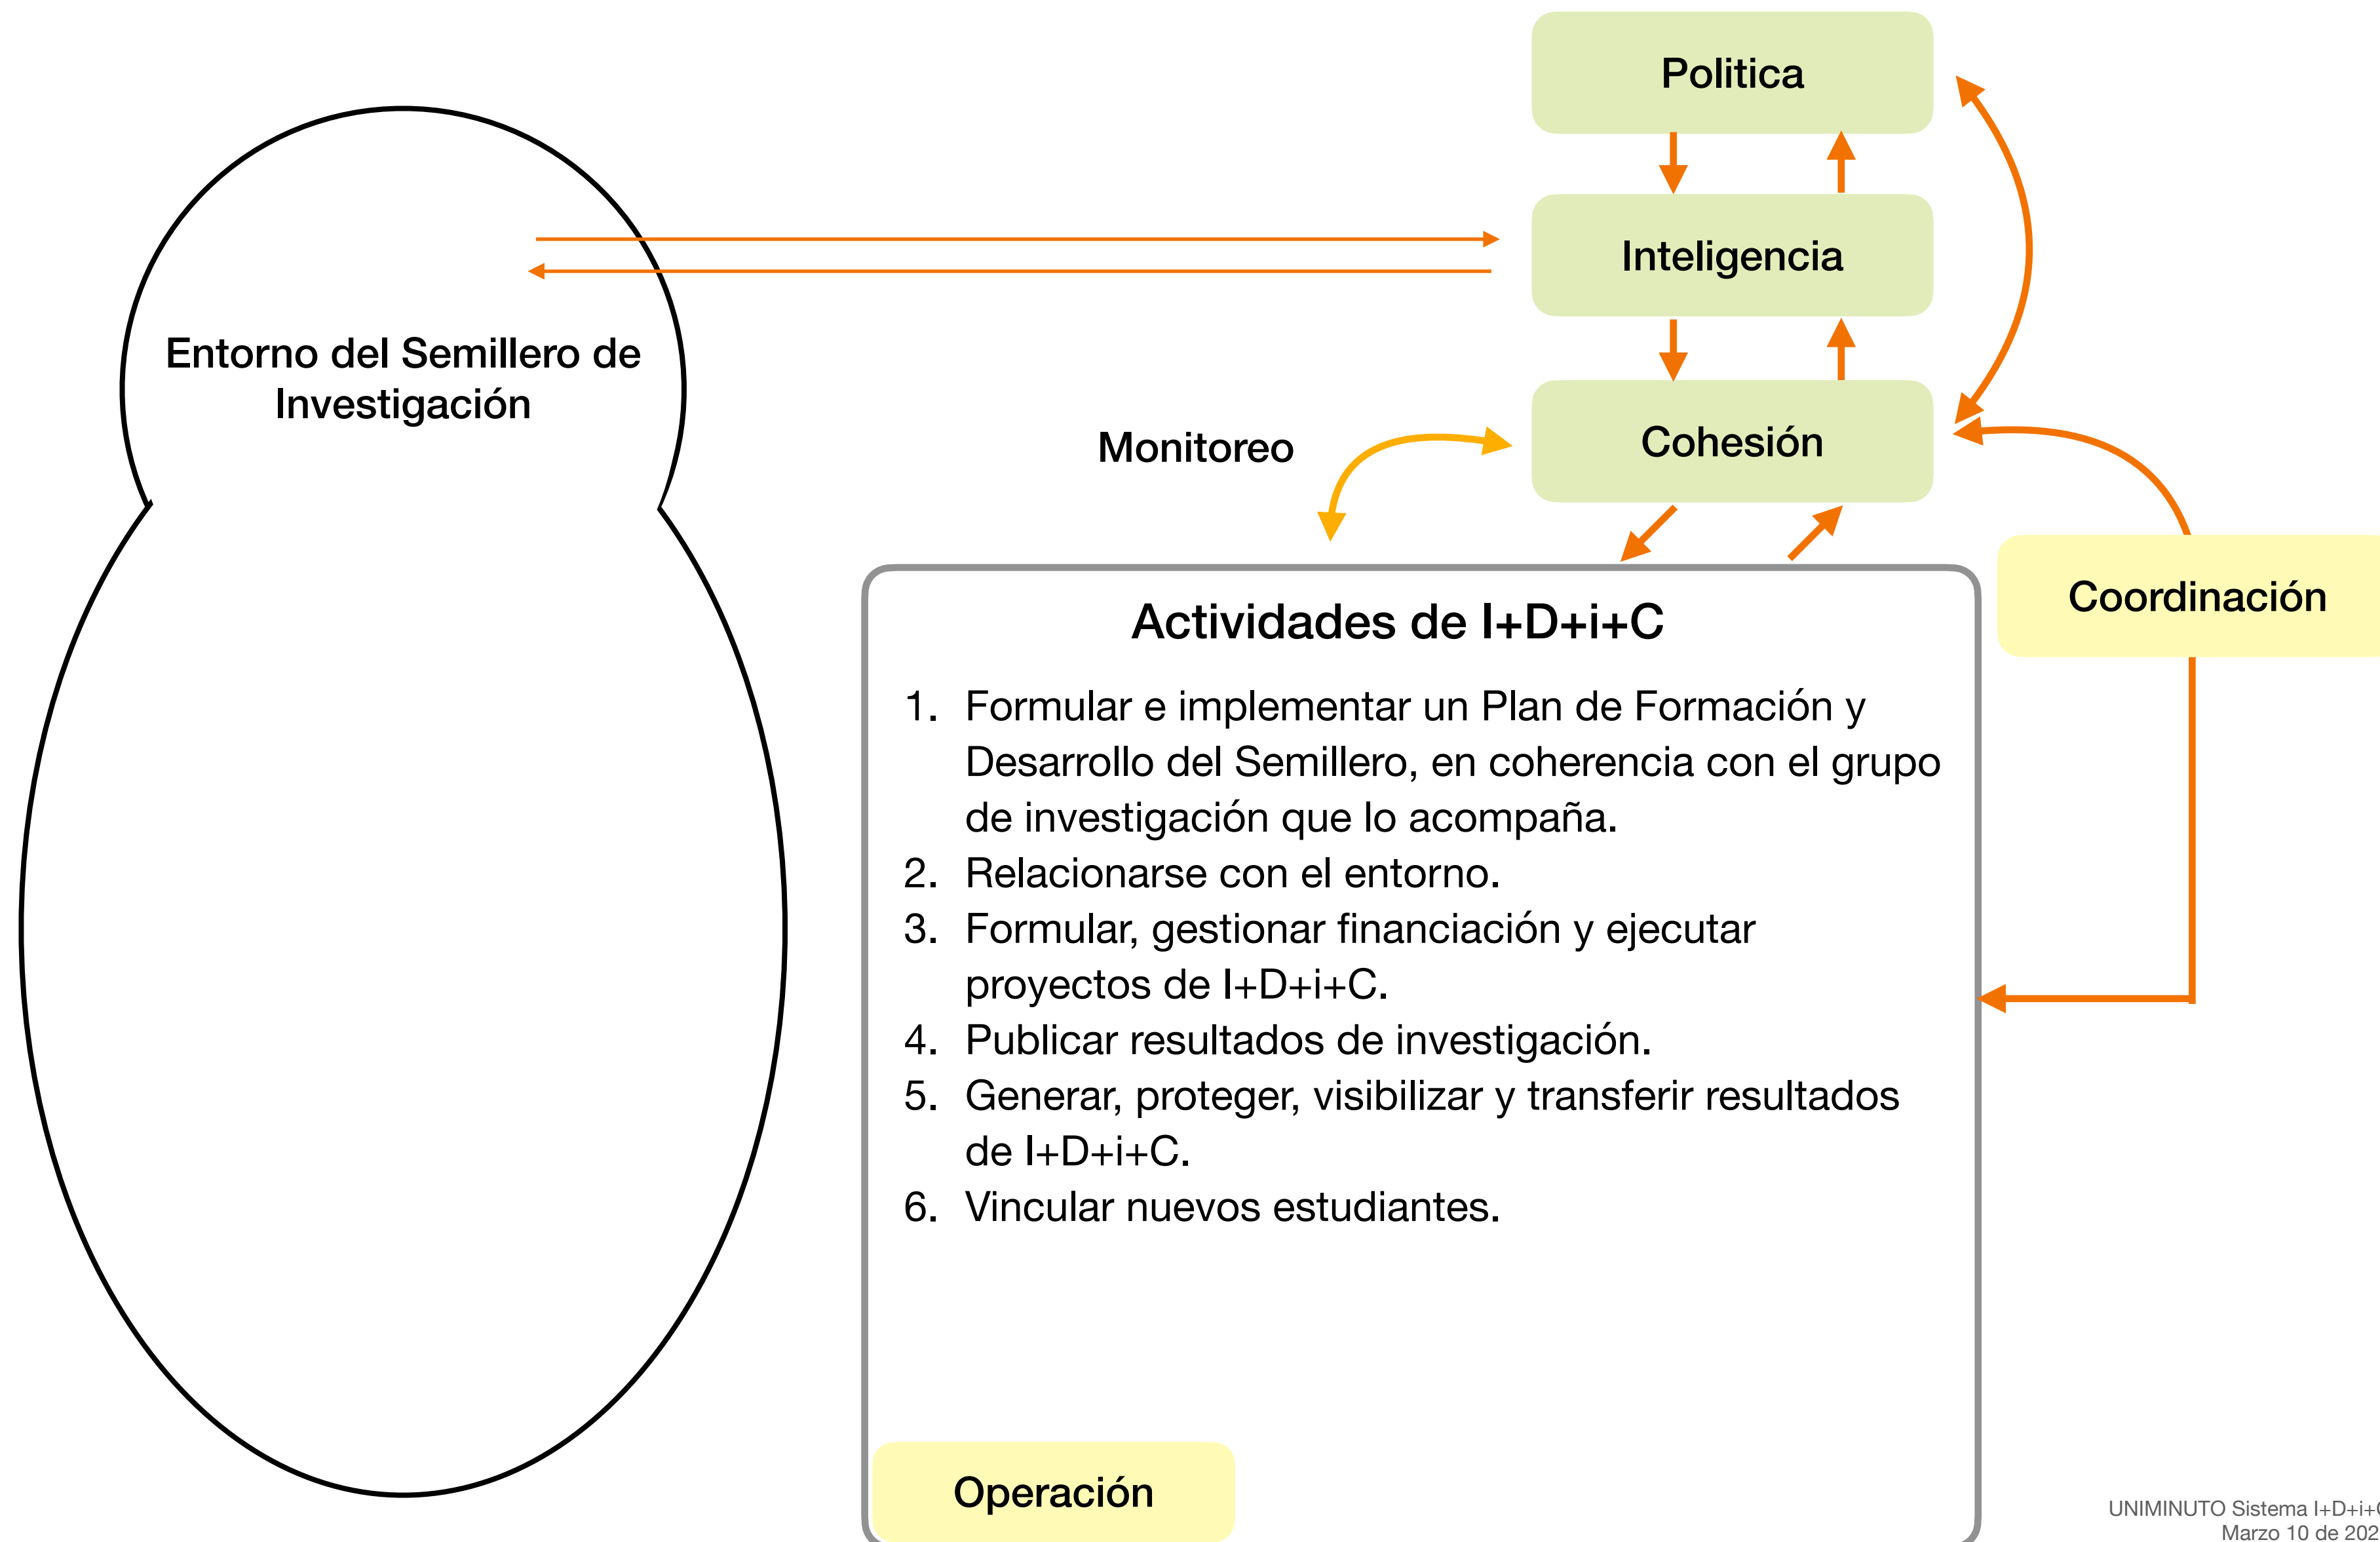 Politica
Inteligencia
Entorno del Semillero de
Investigación
Cohesión
Monitoreo
Coordinación
Actividades de I+D+i+C
1. Formular e implementar un Plan de Formación y
Desarrollo del Semillero, en coherencia con el grupo
de investigación que lo acompaña.
2. Relacionarse con el entorno.
3. Formular, gestionar financiación y ejecutar
proyectos de I+D+i+C.
4. Publicar resultados de investigación.
5. Generar, proteger, visibilizar y transferir resultados
de I+D+i+C.
6. Vincular nuevos estudiantes.
Operación
UNIMINUTO Sistema I+D+i+C
Marzo 10 de 202